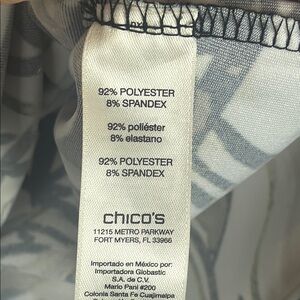 92% POLYESTER
8% SPANDEX
92% poliéster
8% elastano
92% POLYESTER
8% SPANDEX
chico's
11215 METRO PARKWAY
FORT MYERS, FL 33966
Importado en México por:
Importadora Globastic
S.A. de C.V.
Mario Pani #200
Colonia Santa Fe Cuajimalpa